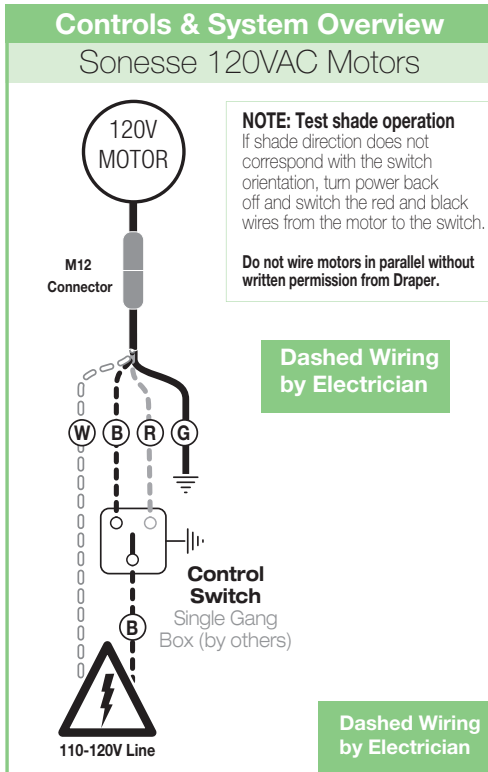 Controls & System Overview
Sonesse 120VAC Motors
120V
MOTOR
NOTE: Test shade operation
If shade direction does not
correspond with the switch
orientation, turn power back
off and switch the red and black
wires from the motor to the switch.
Do not wire motors in parallel without
written permission from Draper.
M12
Connector
Dashed Wiring
by Electrician
W B R G
Control
Switch
Single Gang
Box (by others)
B
110-120V Line
Dashed Wiring
by Electrician